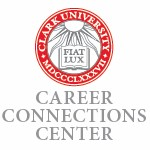 CLARK UNIVERSITY
FIAT
LUX
MDCCCLXXXVII
CAREER
CONNECTIONS
CENTER